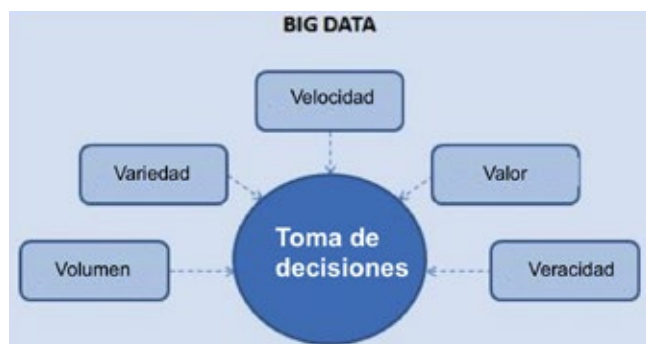 BIG DATA
Velocidad
Variedad
Valor
Toma de
decisiones
Volumen
Veracidad